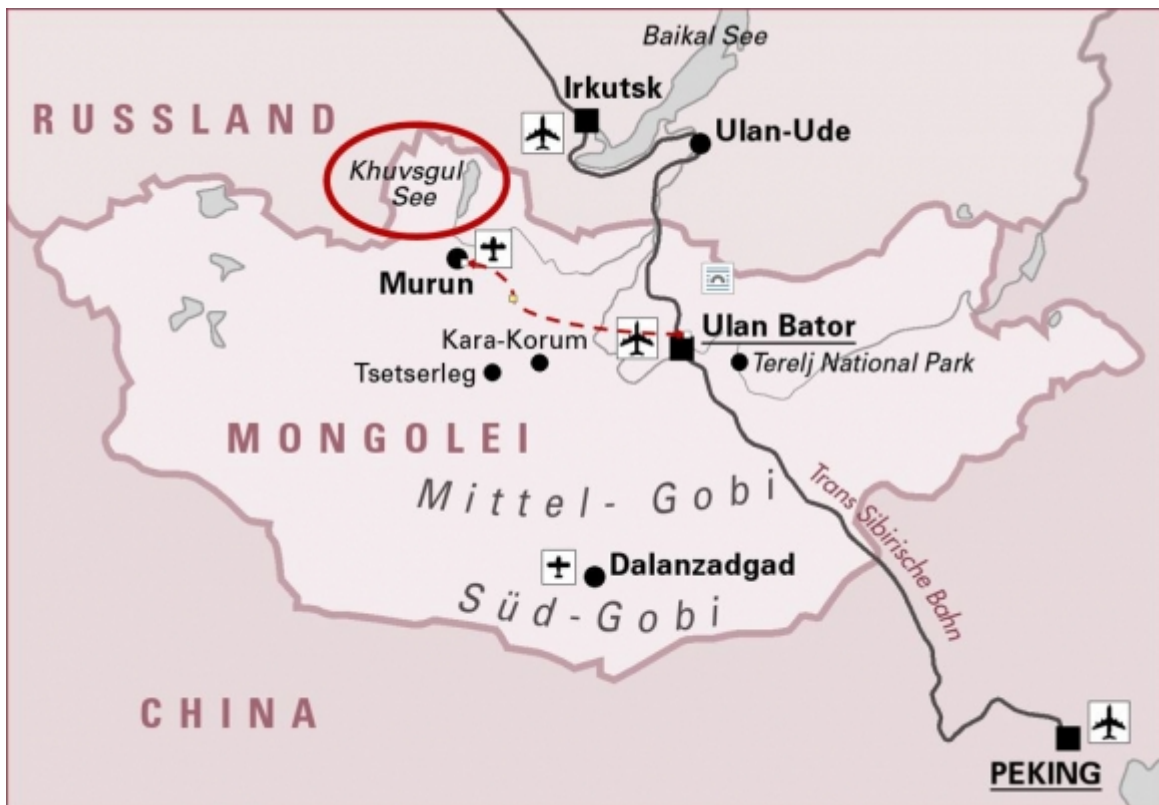 Baikal See
Irkutsk
RUSSLAND
Ulan-Ude
Khuvsgul
See
Murun
Ulan Bator
Kara-Korum
Terelj National Park
Tsetserleg
MONGOLEI
Mittel-Gobi
Trans Sibirische Bahn
Dalanzadgad
Süd-Gobi
CHINA
PEKING